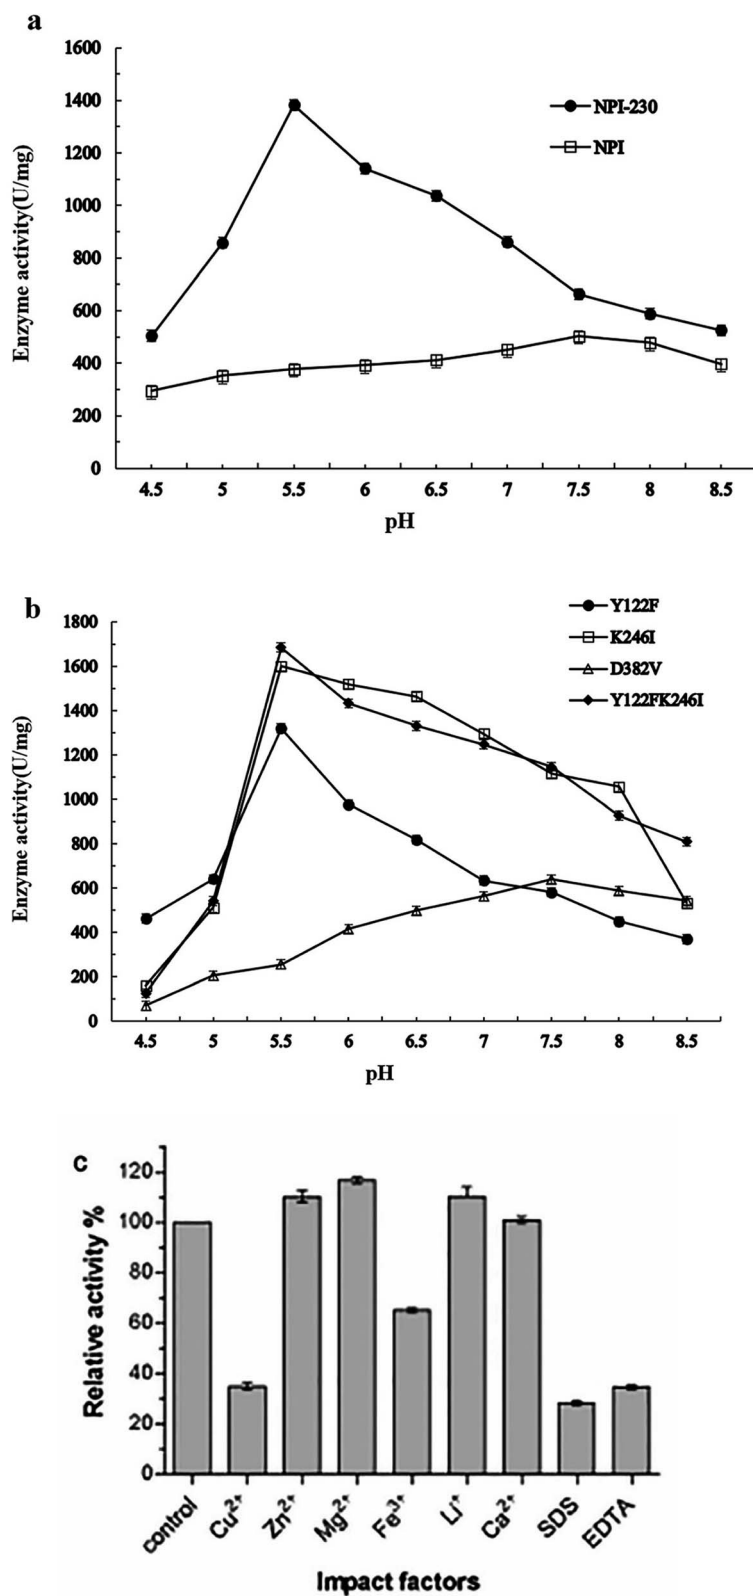 a
1600
1400
1200
1000
800
600
400
200
0
Enzyme activity(U/mg)
NPI-230
NPI
4.5 5 5.5 6 6.5 7 7.5 8 8.5
pH
b
1800
1600
1400
1200
1000
800
600
400
200
0
Enzyme activity(U/mg)
Y122F
K246I
D382V
Y122FK246I
4.5 5 5.5 6 6.5 7 7.5 8 8.5
pH
c
120
100
80
60
40
20
0
Relative activity %
control Cu²⁺ Zn²⁺ Mg²⁺ Fe³⁺ Li⁺ Ca²⁺ SDS EDTA
Impact factors